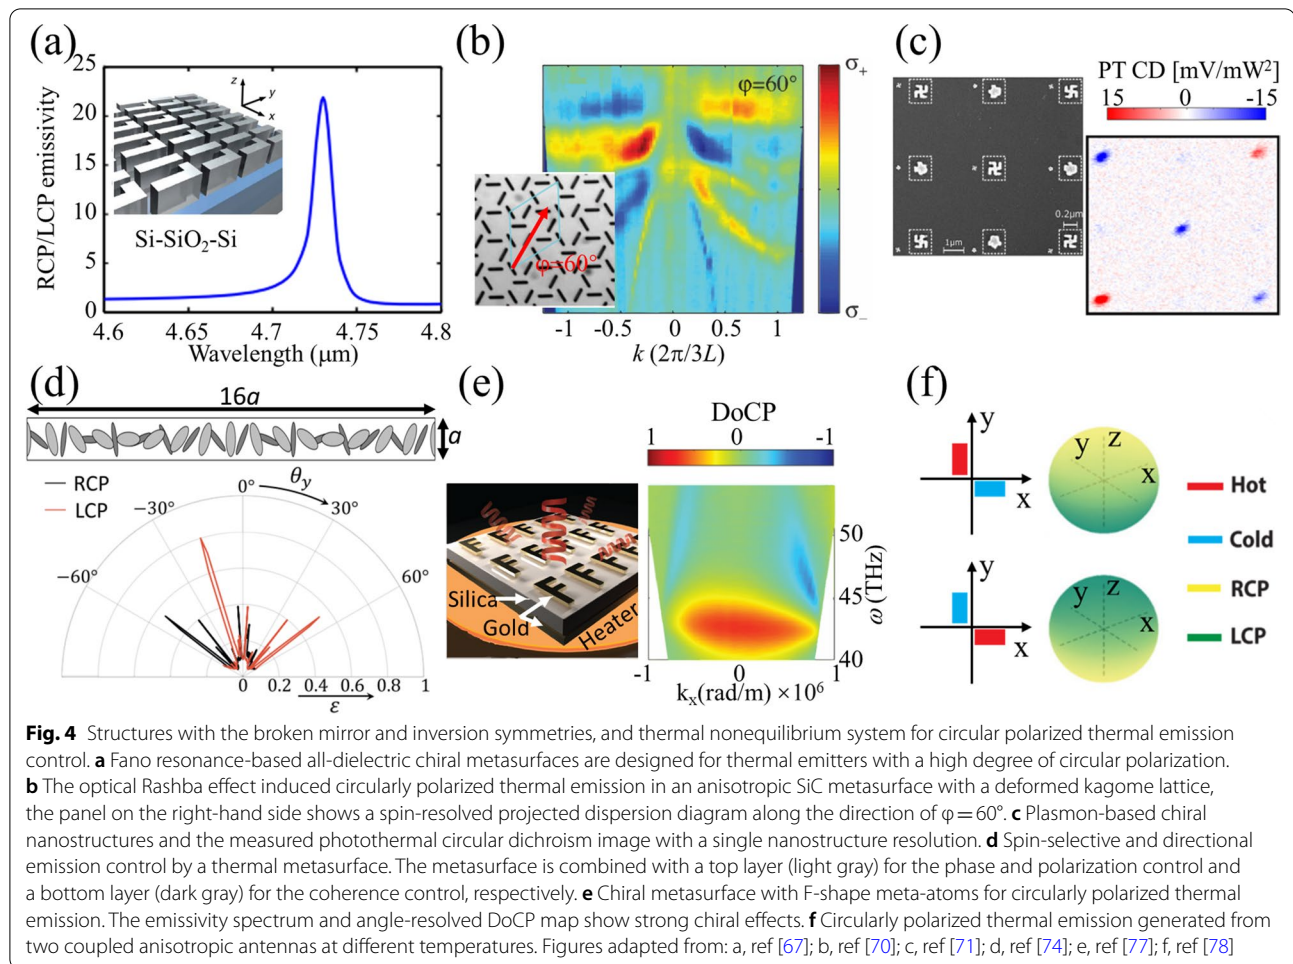 (a)
25
20
15
10
5
0
RCP/LCP emissivity
z
y
x
Si-SiO₂-Si
4.6
4.65
4.7
4.75
4.8
Wavelength (μm)
(b)
φ=60°
φ=60°
σ₊
σ₋
-1
-0.5
0
0.5
1
k (2π/3L)
(c)
PT CD [mV/mW²]
15
0
-15
0.2μm
1μm
(d)
16a
a
RCP
LCP
0°
θy
-30°
30°
-60°
60°
0
0.2
0.4
0.6
0.8
1
ε
(e)
DoCP
1
0
-1
Silica
Gold
Heater
50
45
40
ω (THz)
-1
0
1
kₓ(rad/m) ×10⁶
(f)
y
x
y
z
x
y
x
y
z
x
Hot
Cold
RCP
LCP
Fig. 4 Structures with the broken mirror and inversion symmetries, and thermal nonequilibrium system for circular polarized thermal emission
control. a Fano resonance-based all-dielectric chiral metasurfaces are designed for thermal emitters with a high degree of circular polarization.
b The optical Rashba effect induced circularly polarized thermal emission in an anisotropic SiC metasurface with a deformed kagome lattice,
the panel on the right-hand side shows a spin-resolved projected dispersion diagram along the direction of φ = 60°. c Plasmon-based chiral
nanostructures and the measured photothermal circular dichroism image with a single nanostructure resolution. d Spin-selective and directional
emission control by a thermal metasurface. The metasurface is combined with a top layer (light gray) for the phase and polarization control and
a bottom layer (dark gray) for the coherence control, respectively. e Chiral metasurface with F-shape meta-atoms for circularly polarized thermal
emission. The emissivity spectrum and angle-resolved DoCP map show strong chiral effects. f Circularly polarized thermal emission generated from
two coupled anisotropic antennas at different temperatures. Figures adapted from: a, ref [67]; b, ref [70]; c, ref [71]; d, ref [74]; e, ref [77]; f, ref [78]